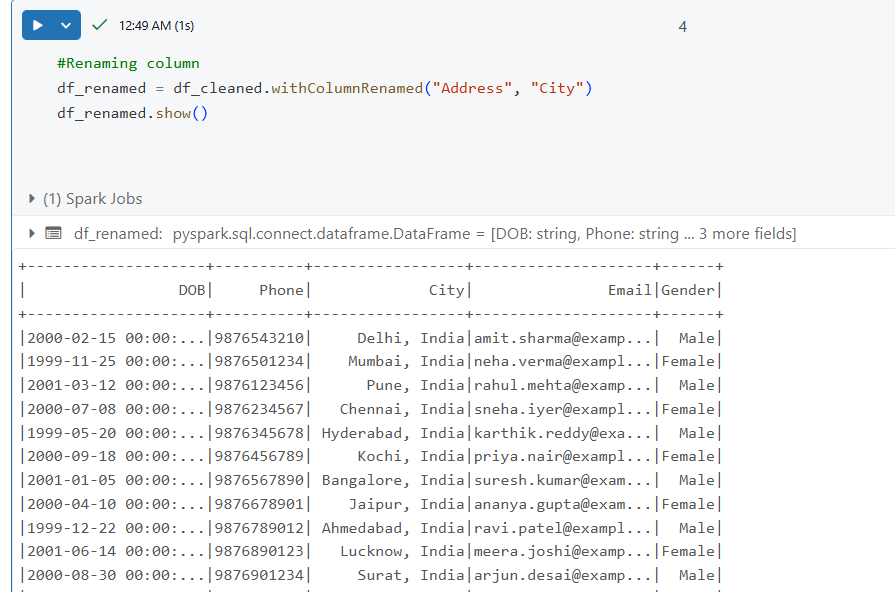 12:49 AM (1s)
4
#Renaming column
df_renamed = df_cleaned.withColumnRenamed("Address", "City")
df_renamed.show()
(1) Spark Jobs
df_renamed: pyspark.sql.connect.dataframe.DataFrame = [DOB: string, Phone: string ... 3 more fields]
+--------------------+----------+-----------------+--------------------+------+
|                 DOB|     Phone|             City|               Email|Gender|
+--------------------+----------+-----------------+--------------------+------+
|2000-02-15 00:00:...|9876543210|     Delhi, India|amit.sharma@examp...|  Male|
|1999-11-25 00:00:...|9876501234|    Mumbai, India|neha.verma@exampl...|Female|
|2001-03-12 00:00:...|9876123456|      Pune, India|rahul.mehta@examp...|  Male|
|2000-07-08 00:00:...|9876234567|   Chennai, India|sneha.iyer@exampl...|Female|
|1999-05-20 00:00:...|9876345678| Hyderabad, India|karthik.reddy@exa...|  Male|
|2000-09-18 00:00:...|9876456789|     Kochi, India|priya.nair@exampl...|Female|
|2001-01-05 00:00:...|9876567890| Bangalore, India|suresh.kumar@exam...|  Male|
|2000-04-10 00:00:...|9876678901|    Jaipur, India|ananya.gupta@exam...|Female|
|1999-12-22 00:00:...|9876789012| Ahmedabad, India|ravi.patel@exampl...|  Male|
|2001-06-14 00:00:...|9876890123|   Lucknow, India|meera.joshi@examp...|Female|
|2000-08-30 00:00:...|9876901234|     Surat, India|arjun.desai@examp...|  Male|